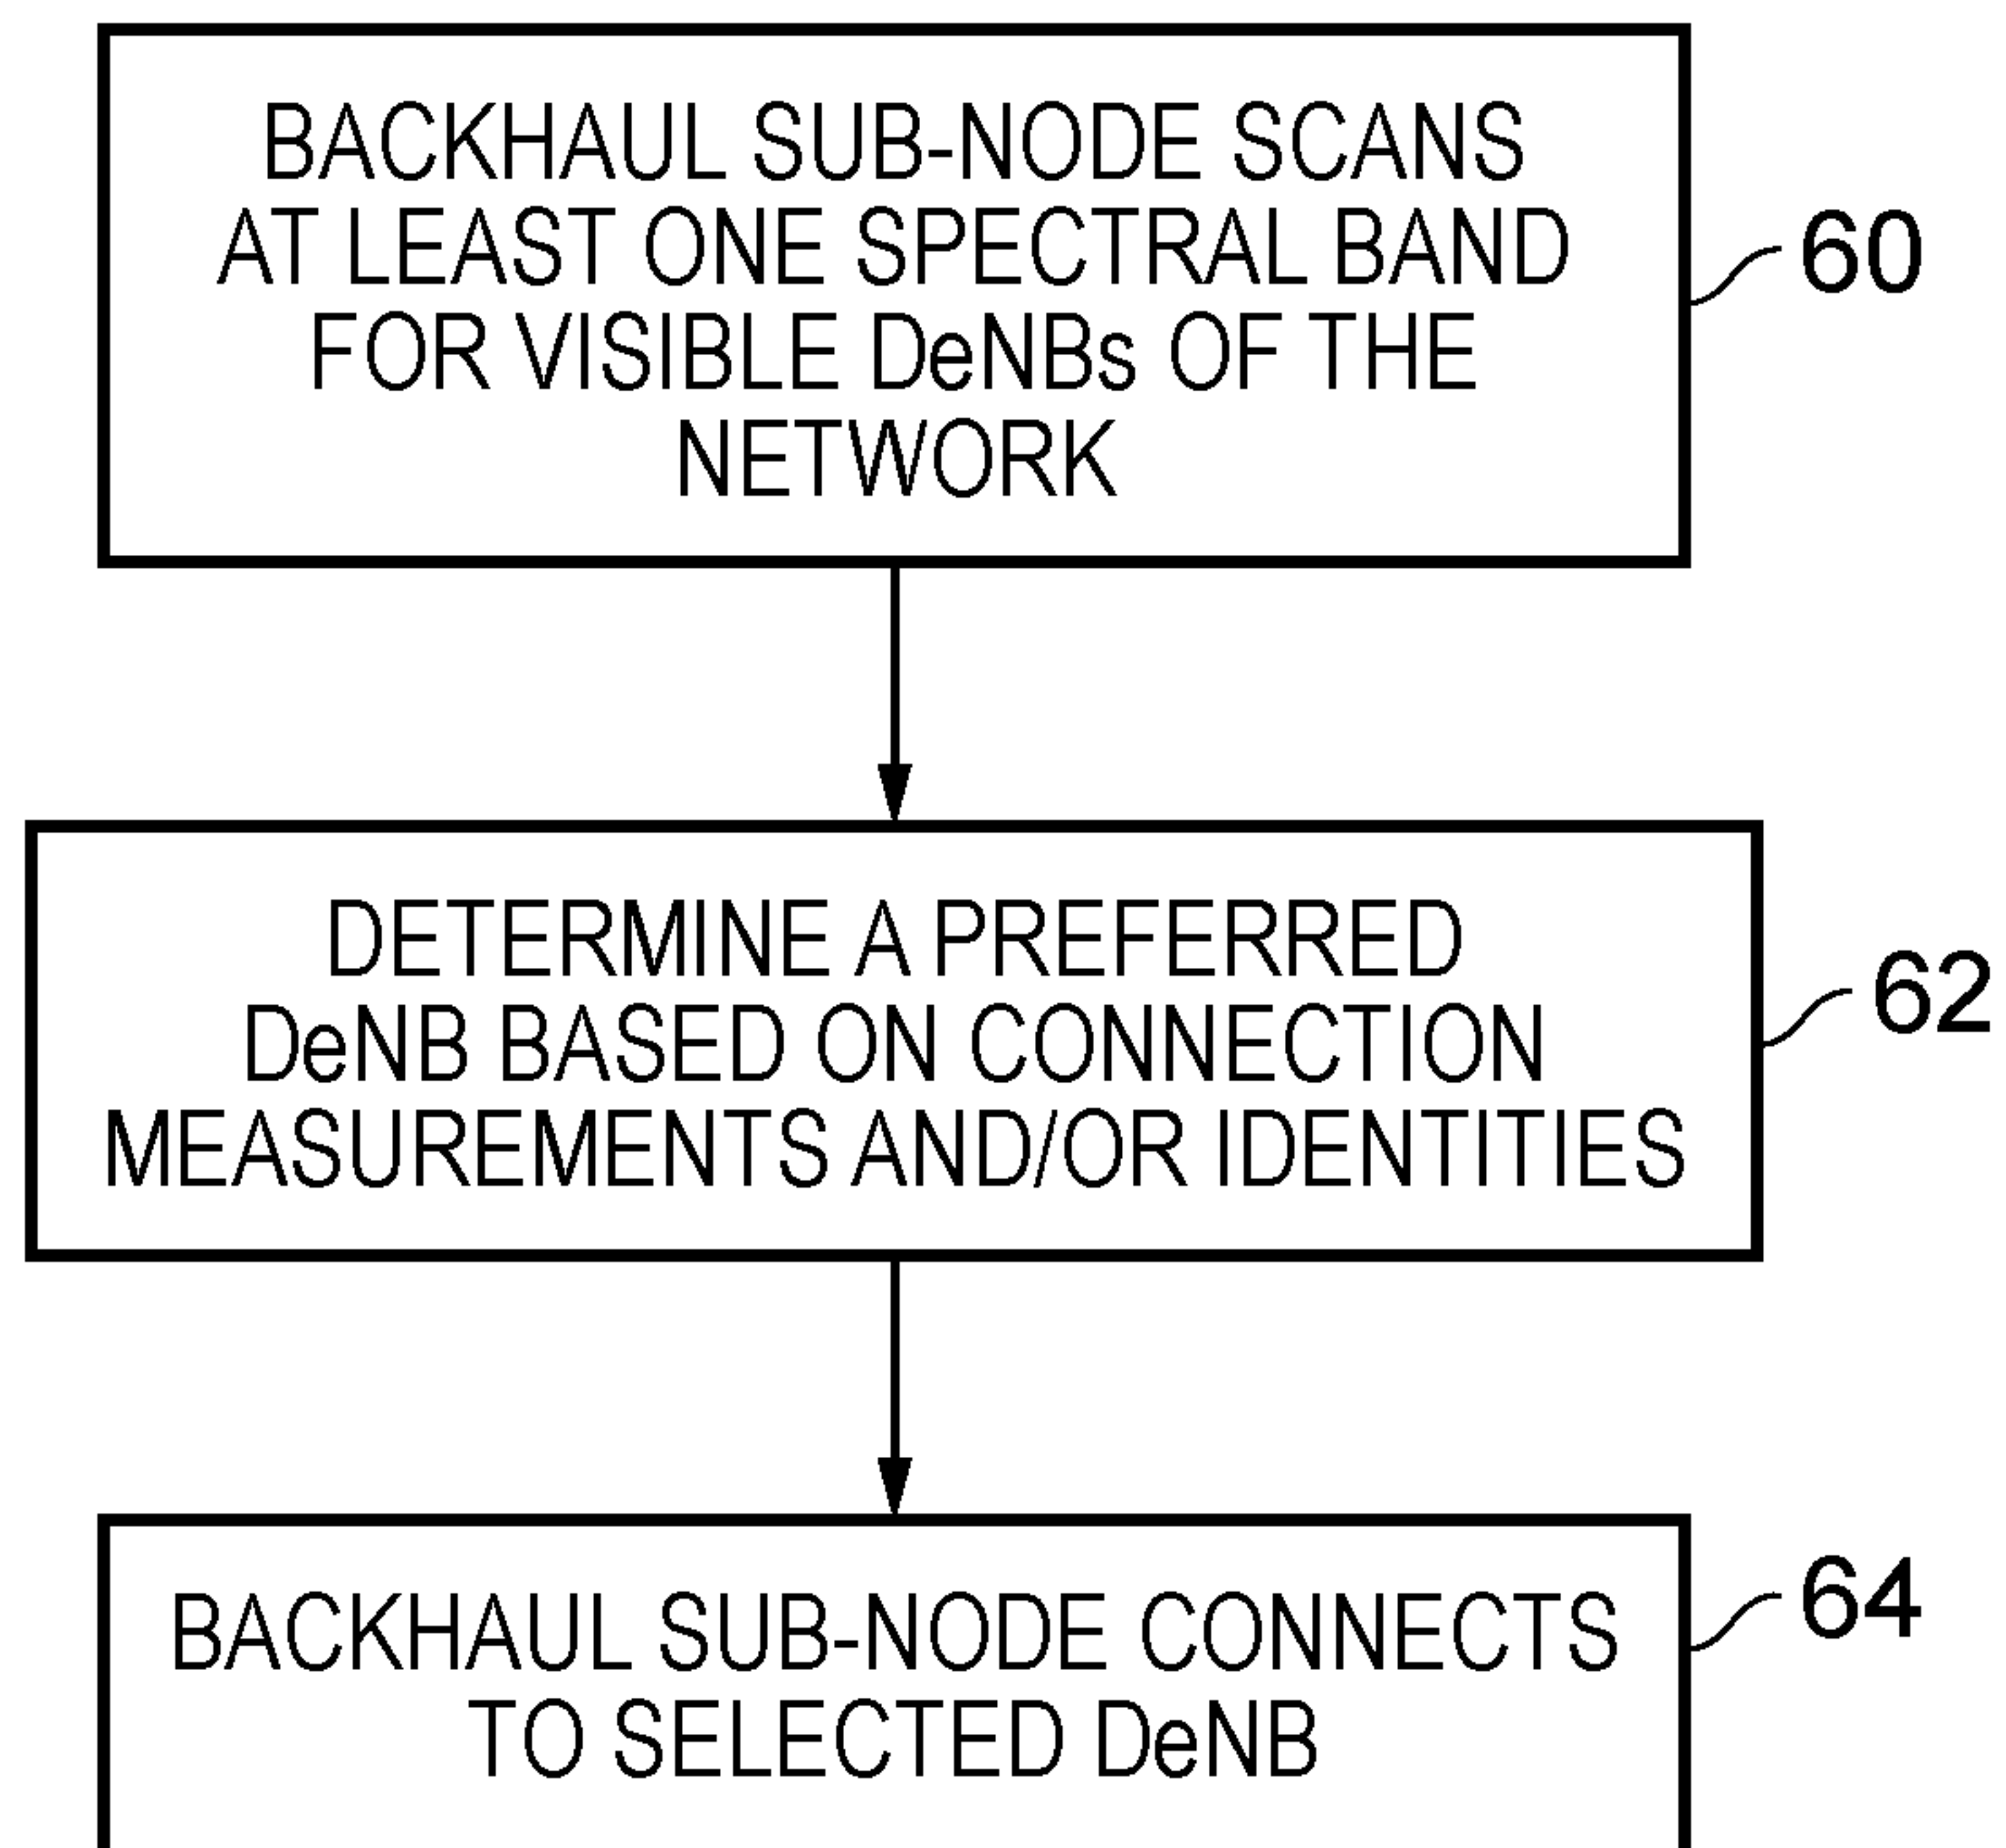 BACKHAUL SUB-NODE SCANS
AT LEAST ONE SPECTRAL BAND
FOR VISIBLE DeNBs OF THE
NETWORK
60
DETERMINE A PREFERRED
DeNB BASED ON CONNECTION
MEASUREMENTS AND/OR IDENTITIES
62
BACKHAUL SUB-NODE CONNECTS
TO SELECTED DeNB
64